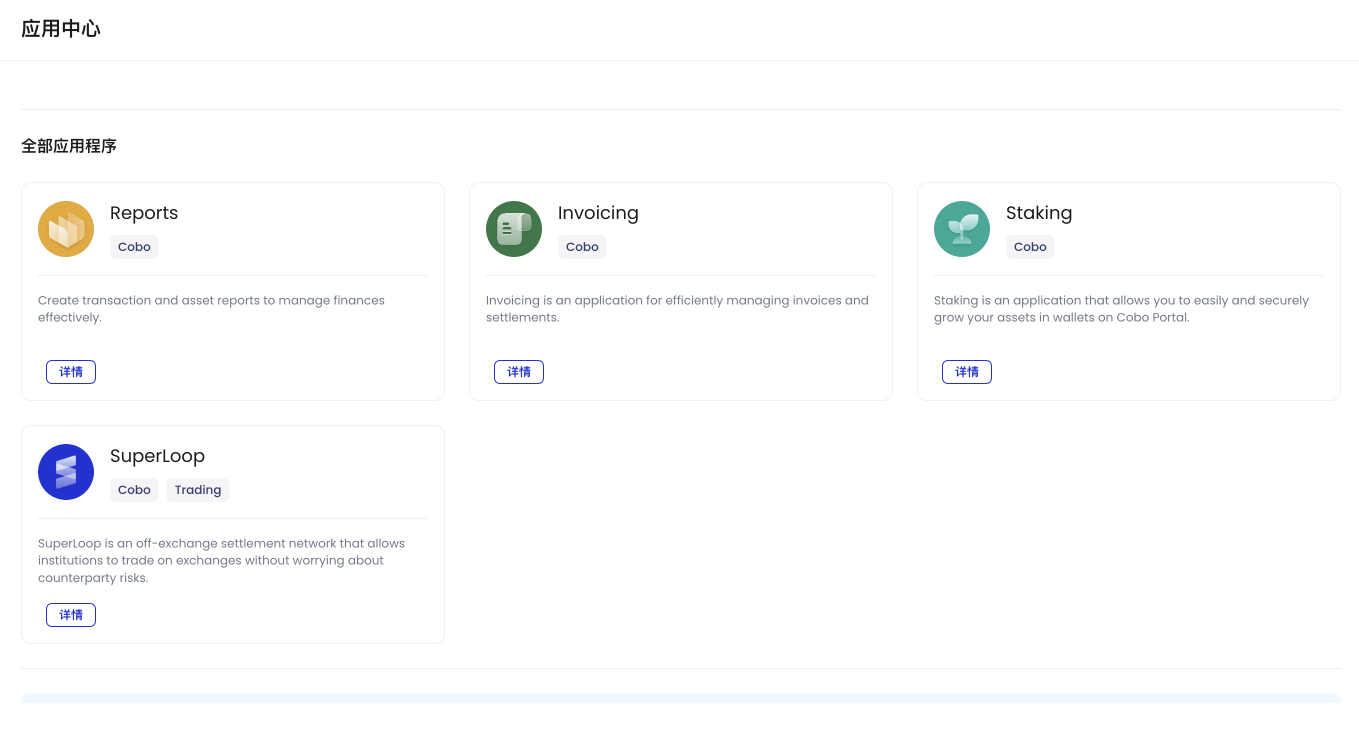 应用中心
全部应用程序
Reports
Cobo
Create transaction and asset reports to manage finances
effectively.
详情
Invoicing
Cobo
Invoicing is an application for efficiently managing invoices and
settlements.
详情
Staking
Cobo
Staking is an application that allows you to easily and securely
grow your assets in wallets on Cobo Portal.
详情
SuperLoop
Cobo Trading
SuperLoop is an off-exchange settlement network that allows
institutions to trade on exchanges without worrying about
counterparty risks.
详情